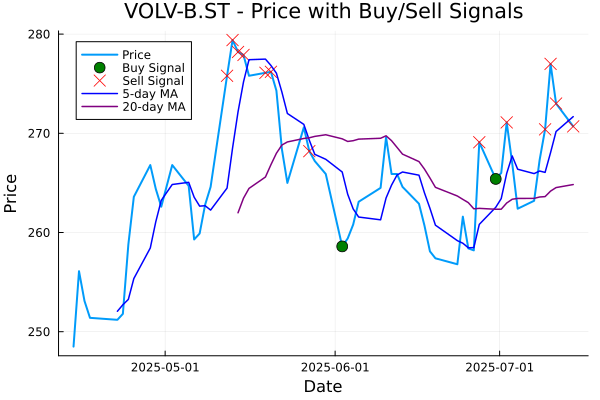 VOLV-B.ST - Price with Buy/Sell Signals
280
270
260
250
Price
Price
Buy Signal
Sell Signal
5-day MA
20-day MA
2025-05-01
2025-06-01
2025-07-01
Date